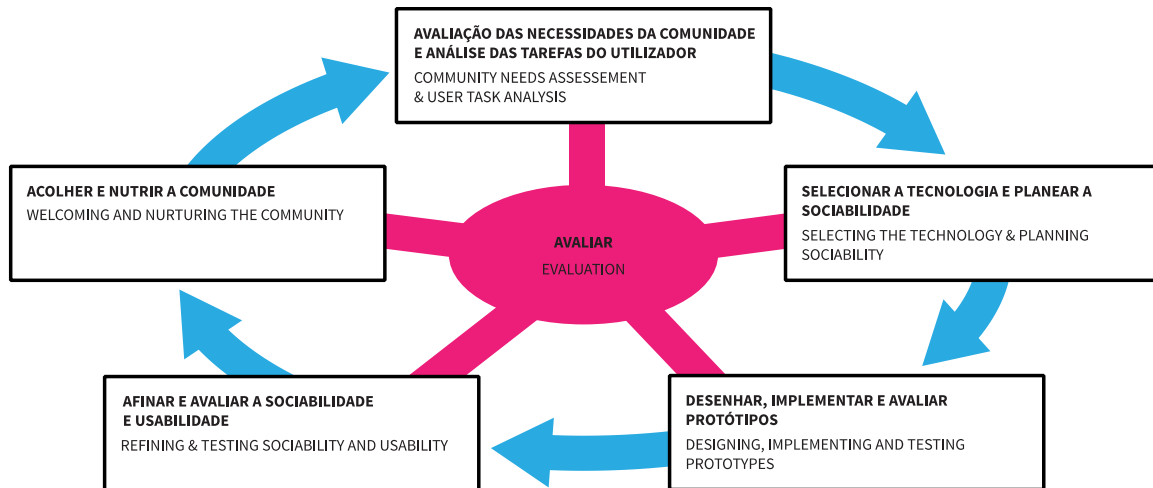 AVALIAÇÃO DAS NECESSIDADES DA COMUNIDADE
E ANÁLISE DAS TAREFAS DO UTILIZADOR
COMMUNITY NEEDS ASSESSEMENT
& USER TASK ANALYSIS
SELECIONAR A TECNOLOGIA E PLANEAR A
SOCIABILIDADE
SELECTING THE TECHNOLOGY & PLANNING
SOCIABILITY
DESENHAR, IMPLEMENTAR E AVALIAR
PROTÓTIPOS
DESIGNING, IMPLEMENTING AND TESTING
PROTOTYPES
AFINAR E AVALIAR A SOCIABILIDADE
E USABILIDADE
REFINING & TESTING SOCIABILITY AND USABILITY
ACOLHER E NUTRIR A COMUNIDADE
WELCOMING AND NURTURING THE COMMUNITY
AVALIAR
EVALUATION